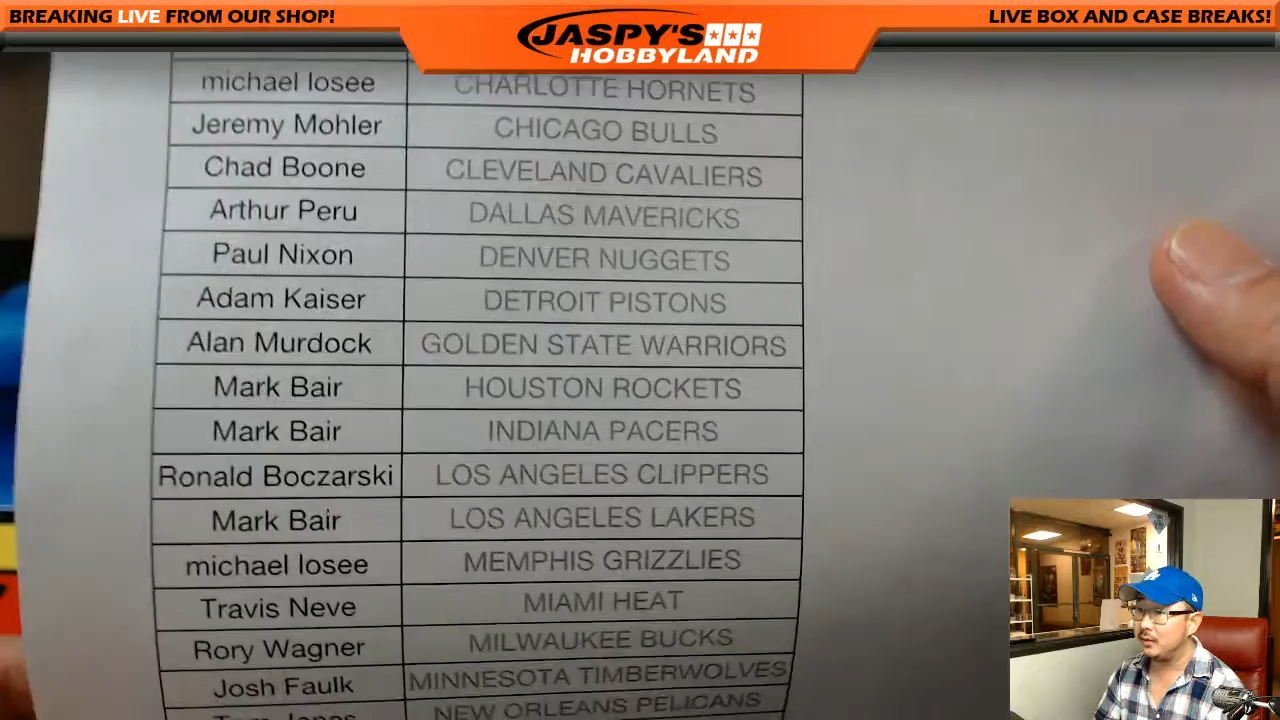 BREAKING LIVE FROM OUR SHOP!
JASPY'S
HOBBYLAND
LIVE BOX AND CASE BREAKS!
michael losee CHARLOTTE HORNETS
Jeremy Mohler CHICAGO BULLS
Chad Boone CLEVELAND CAVALIERS
Arthur Peru DALLAS MAVERICKS
Paul Nixon DENVER NUGGETS
Adam Kaiser DETROIT PISTONS
Alan Murdock GOLDEN STATE WARRIORS
Mark Bair HOUSTON ROCKETS
Mark Bair INDIANA PACERS
Ronald Boczarski LOS ANGELES CLIPPERS
Mark Bair LOS ANGELES LAKERS
michael losee MEMPHIS GRIZZLIES
Travis Neve MIAMI HEAT
Rory Wagner MILWAUKEE BUCKS
Josh Faulk MINNESOTA TIMBERWOLVES
NEW ORLEANS PELICANS